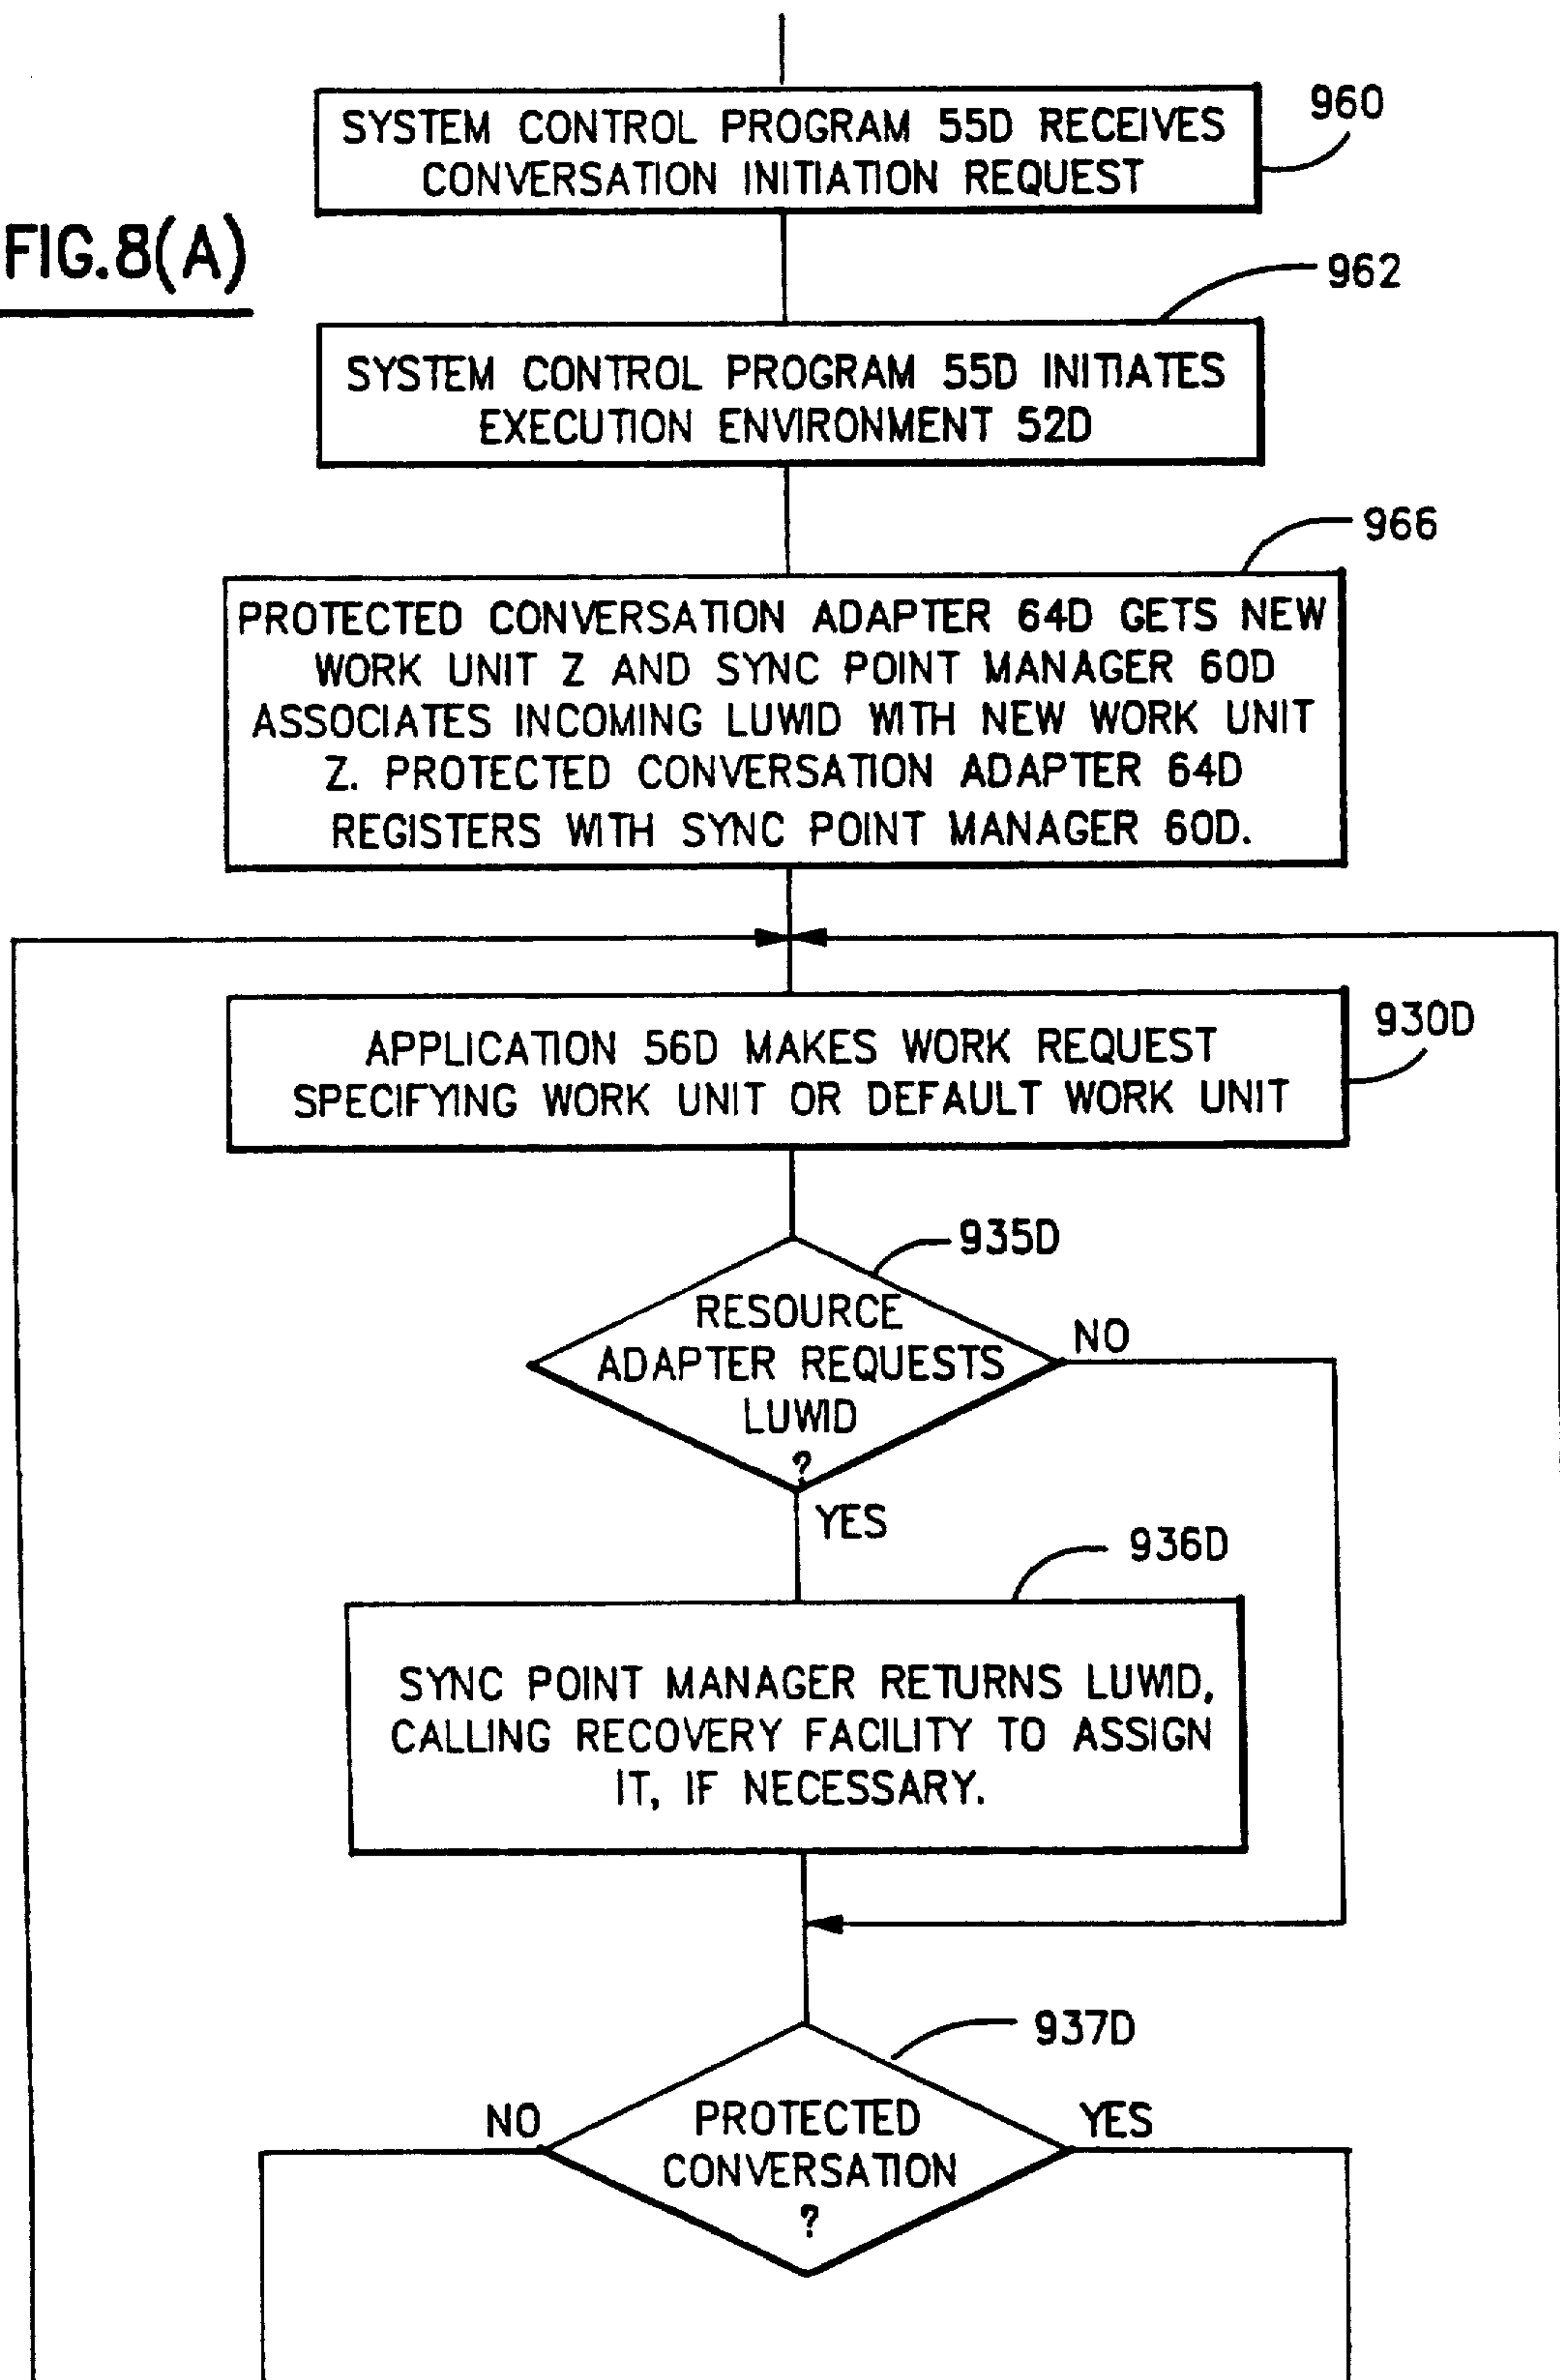 SYSTEM CONTROL PROGRAM 55D RECEIVES
CONVERSATION INITIATION REQUEST
960
FIG.8(A)
962
SYSTEM CONTROL PROGRAM 55D INITIATES
EXECUTION ENVIRONMENT 52D
966
PROTECTED CONVERSATION ADAPTER 64D GETS NEW
WORK UNIT Z AND SYNC POINT MANAGER 60D
ASSOCIATES INCOMING LUWID WITH NEW WORK UNIT
Z. PROTECTED CONVERSATION ADAPTER 64D
REGISTERS WITH SYNC POINT MANAGER 60D.
930D
APPLICATION 56D MAKES WORK REQUEST
SPECIFYING WORK UNIT OR DEFAULT WORK UNIT
935D
RESOURCE
ADAPTER REQUESTS
LUWID
?
NO
YES
936D
SYNC POINT MANAGER RETURNS LUWID,
CALLING RECOVERY FACILITY TO ASSIGN
IT, IF NECESSARY.
937D
NO
PROTECTED
CONVERSATION
?
YES